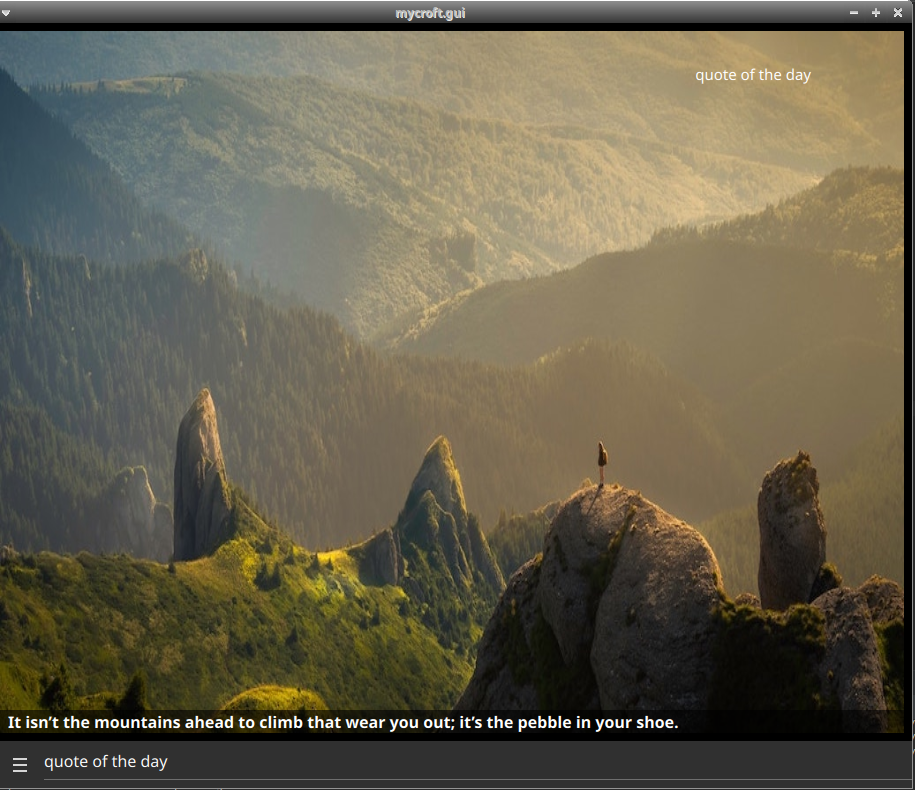 mycroft.gui
quote of the day
It isn’t the mountains ahead to climb that wear you out; it’s the pebble in your shoe.
quote of the day